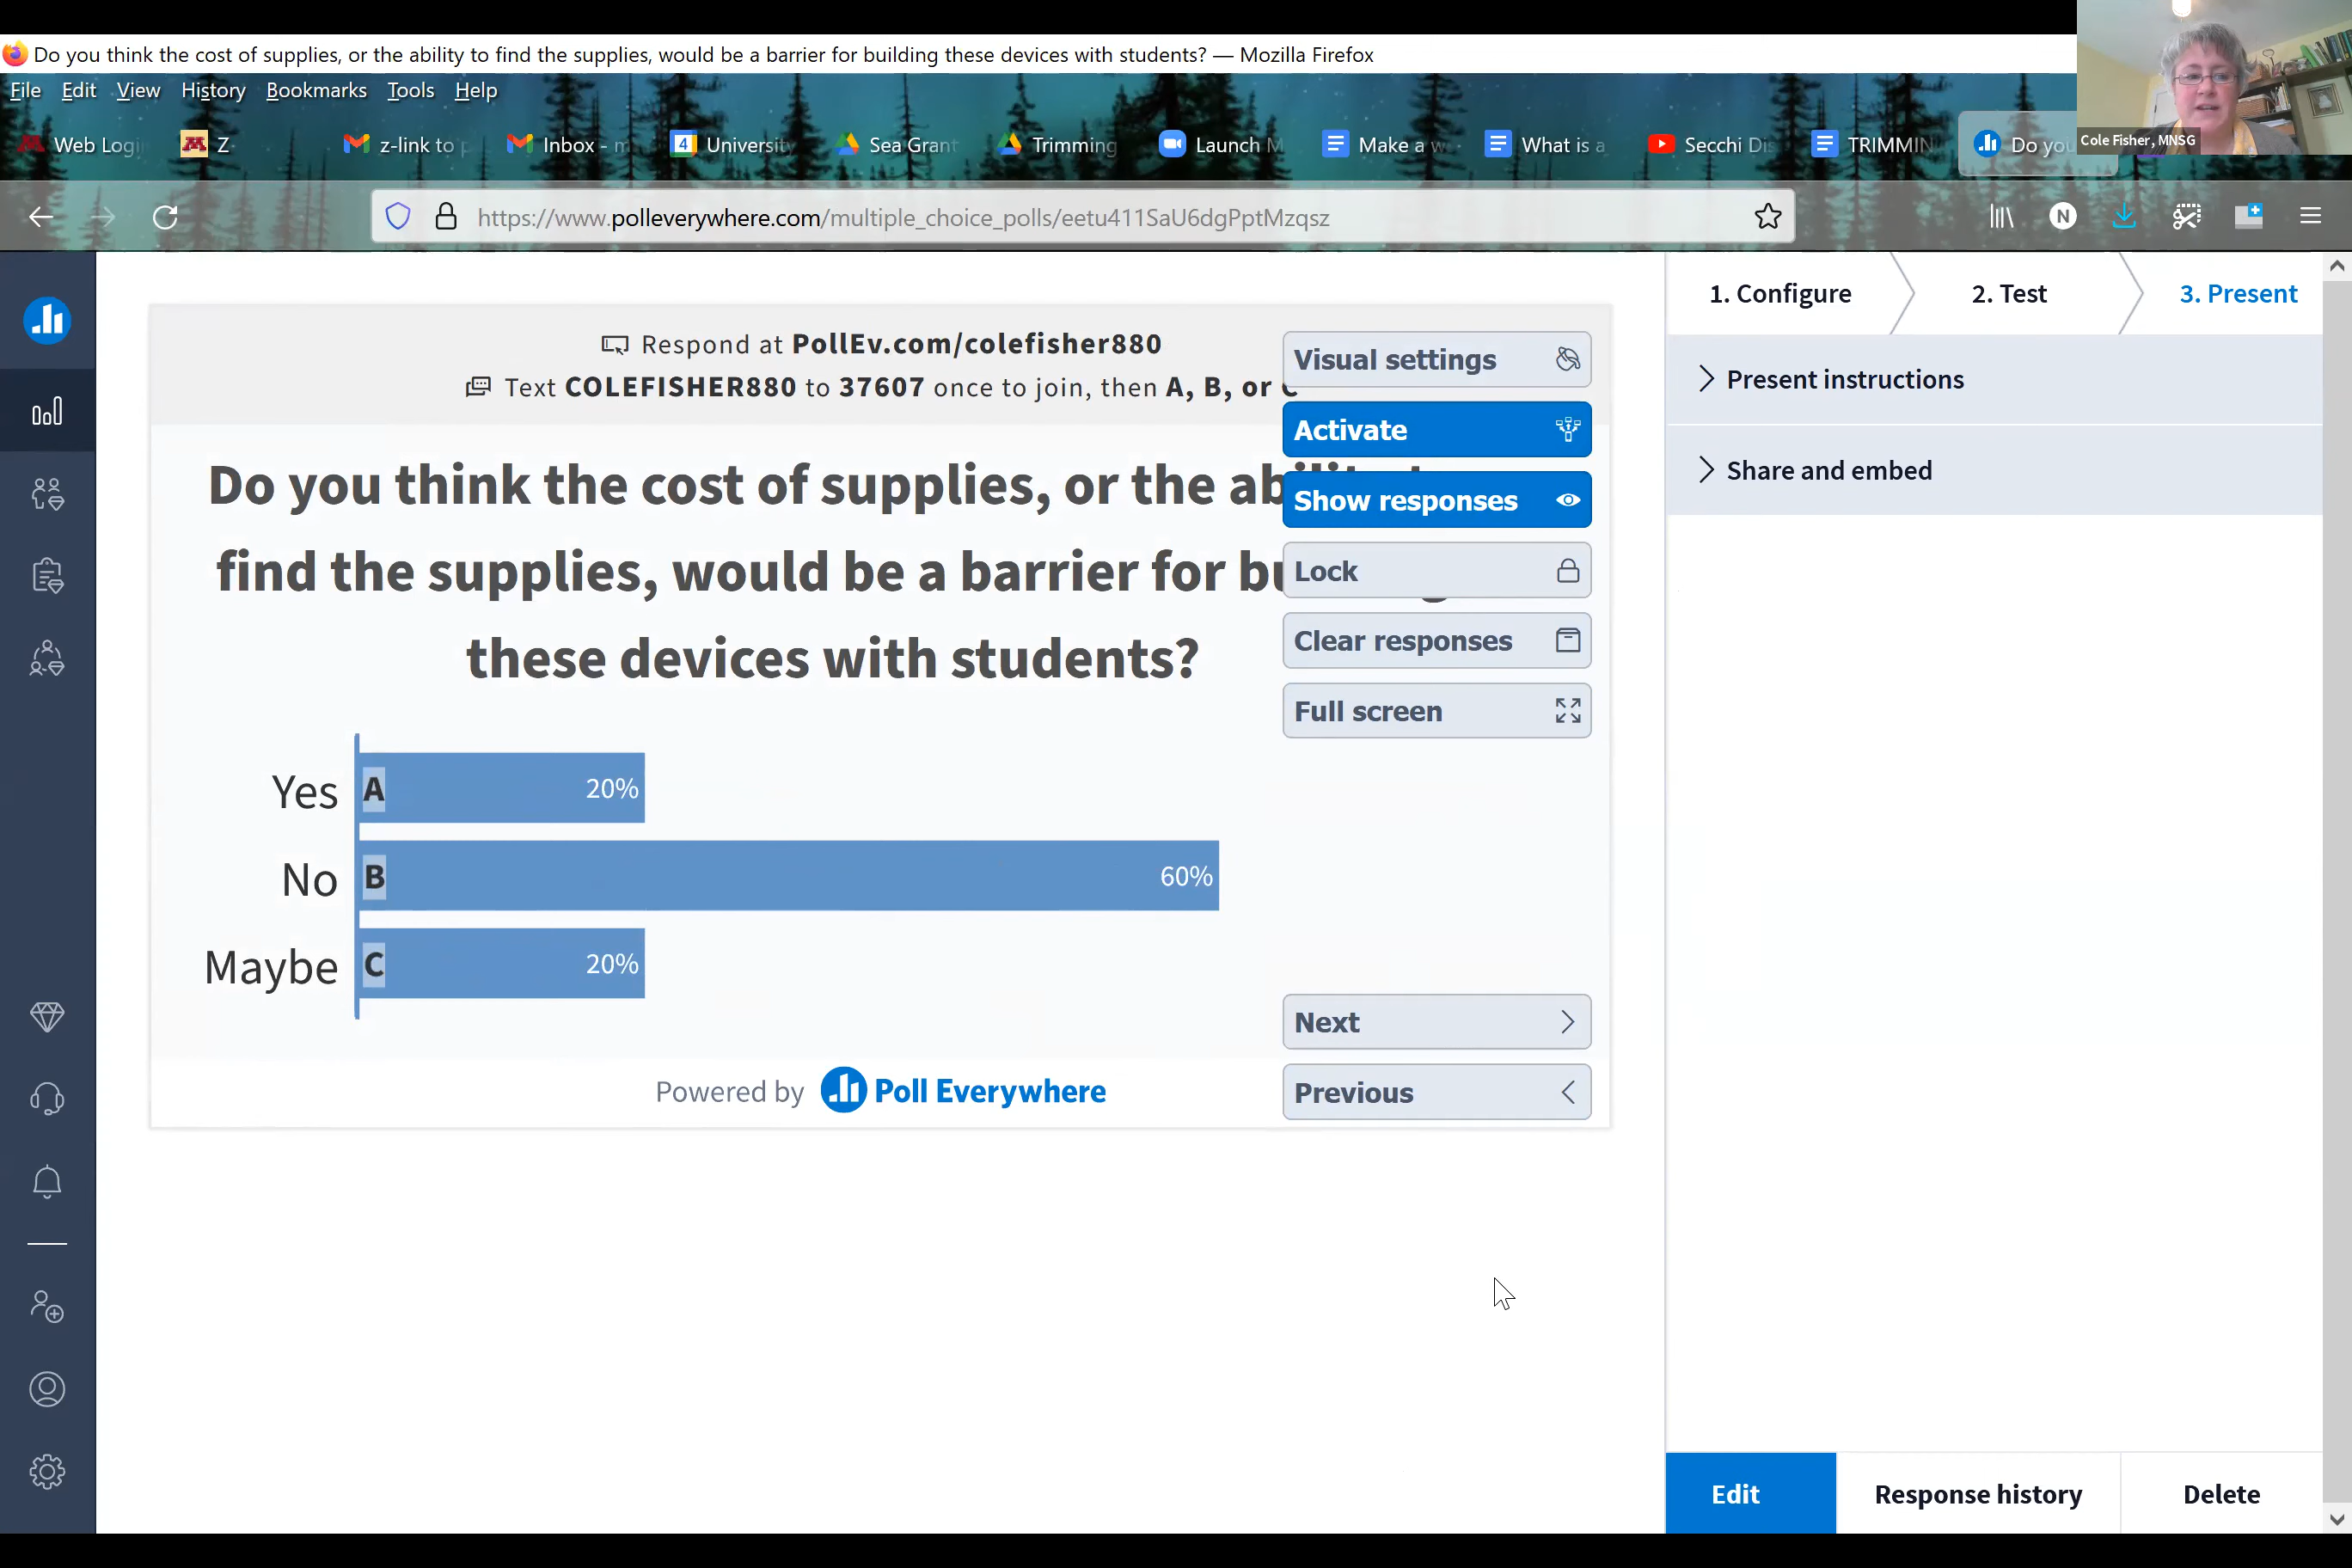 Do you think the cost of supplies, or the ability to find the supplies, would be a barrier for building these devices with students? — Mozilla Firefox
File Edit View History Bookmarks Tools Help
Web Logi Z z-link to p Inbox - m 4 University Sea Grant Trimming Launch M Make a w What is a Secchi Dis TRIMMIN Do you
Cole Fisher, MNSG
https://www.polleverywhere.com/multiple_choice_polls/eetu411SaU6dgPptMzqsz
N
1. Configure 2. Test 3. Present
Present instructions
Share and embed
Respond at PollEv.com/colefisher880
Text COLEFISHER880 to 37607 once to join, then A, B, or C
Do you think the cost of supplies, or the
find the supplies, would be a barrier for
these devices with students?
Visual settings
Activate
Show responses
Lock
Clear responses
Full screen
Yes A 20%
No B 60%
Maybe C 20%
Next
Previous
Powered by Poll Everywhere
Edit Response history Delete